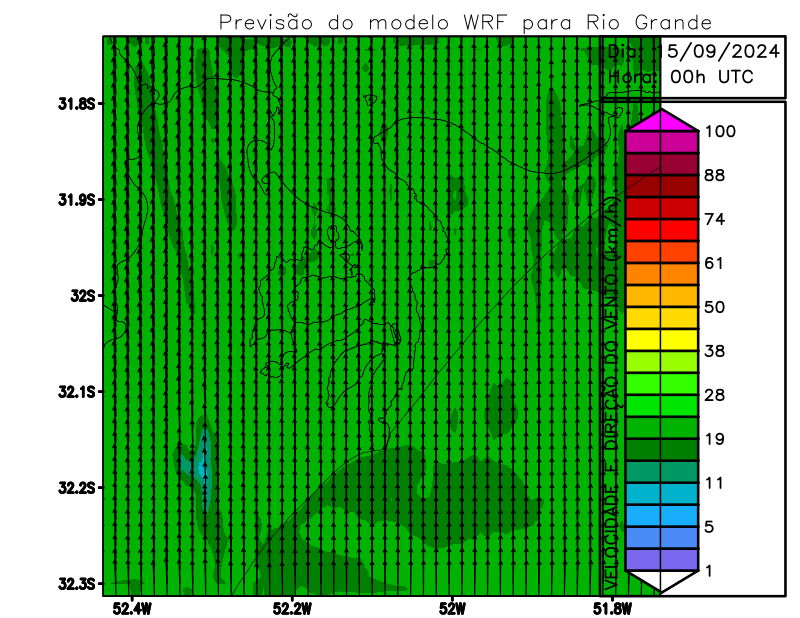 Previsão do modelo WRF para Rio Grande
Dia: 15/09/2024
Hora: 00h UTC
31.8S
31.9S
32S
32.1S
32.2S
32.3S
52.4W
52.2W
52W
51.8W
VELOCIDADE E DIREÇÃO DO VENTO (km/h)
100
88
74
61
50
38
28
19
11
5
1